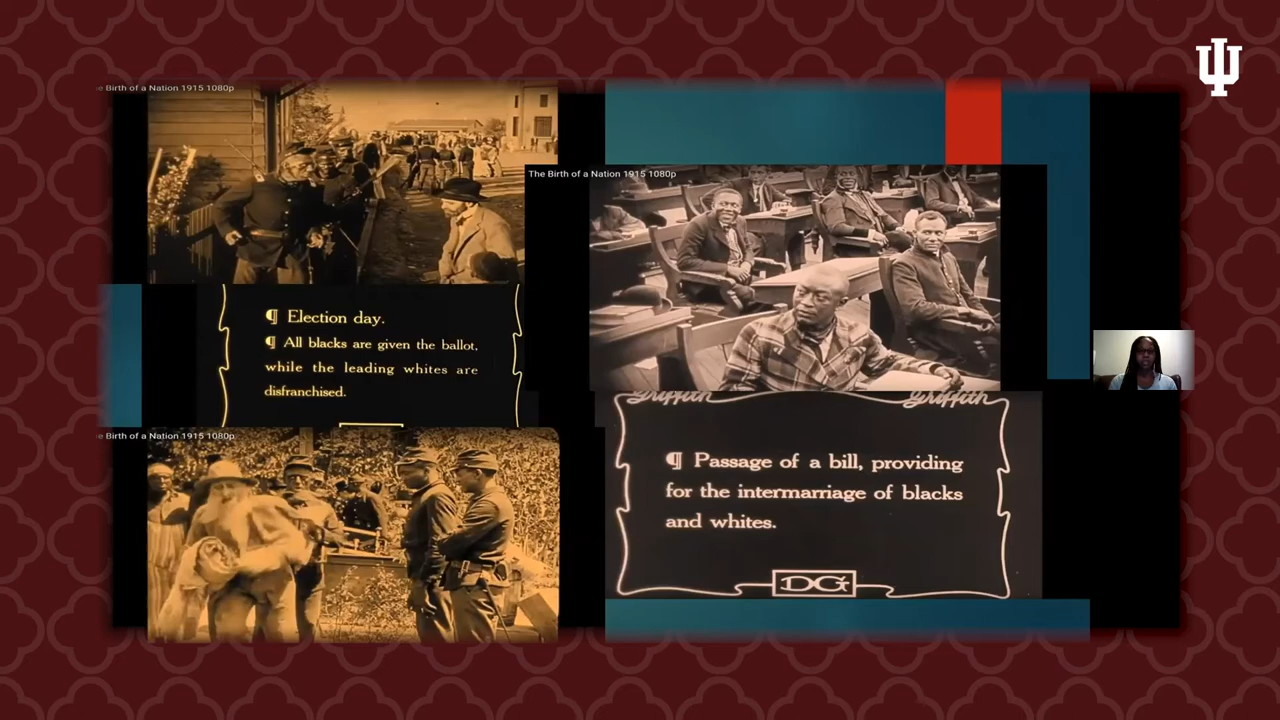 Birth of a Nation 1915 1080p
¶ Election day.
¶ All blacks are given the ballot,
while the leading whites are
disfranchised.
e Birth of a Nation 1915 1080p
The Birth of a Nation 1915 1080p
Griffith Griffith
¶ Passage of a bill, providing
for the intermarriage of blacks
and whites.
DG